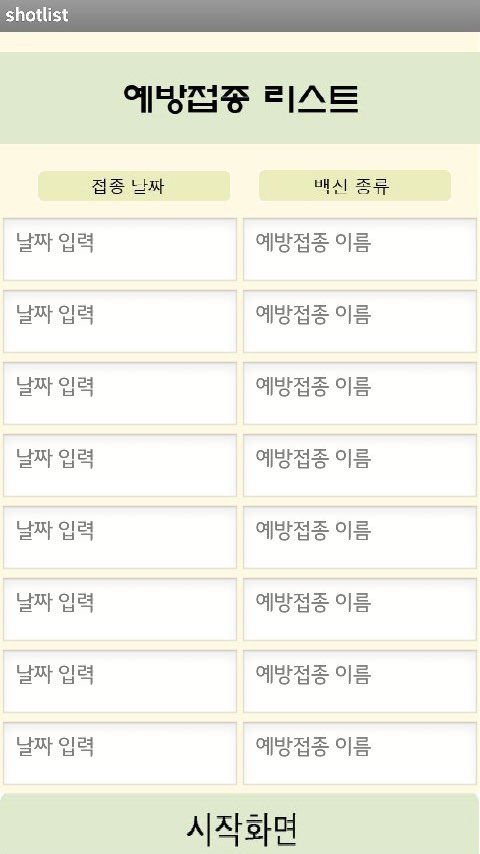 shotlist
예방접종 리스트
접종 날짜 백신 종류
날짜 입력 예방접종 이름
날짜 입력 예방접종 이름
날짜 입력 예방접종 이름
날짜 입력 예방접종 이름
날짜 입력 예방접종 이름
날짜 입력 예방접종 이름
날짜 입력 예방접종 이름
날짜 입력 예방접종 이름
시작화면